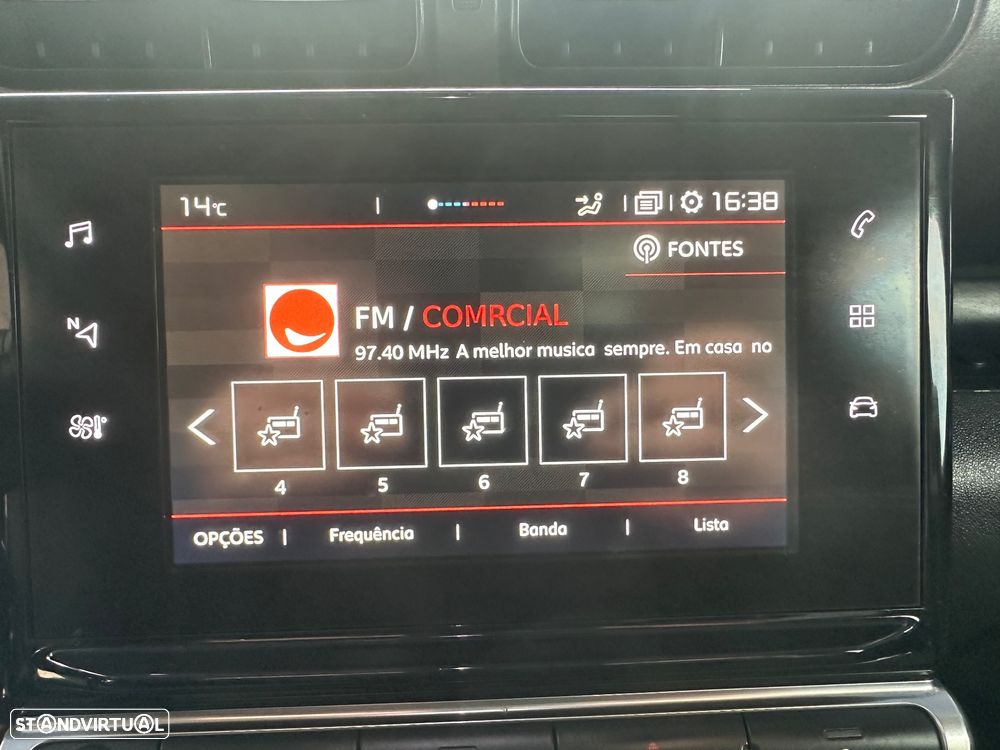 14°C 16:38
FONTES
FM / COMRCIAL
97.40 MHz A melhor musica sempre. Em casa no
N
4 5 6 7 8
OPÇÕES Frequência Banda Lista
STANDVIRTUAL